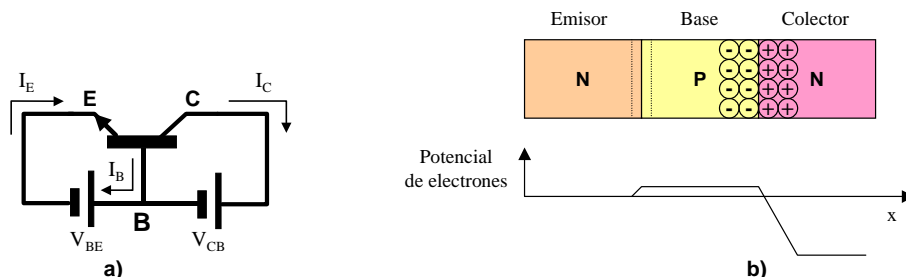 I_E
E
C
I_C
I_B
B
V_BE
V_CB
a)
Emisor Base Colector
N P N
- - + +
- - + +
- - + +
- - + +
Potencial
de electrones
x
b)